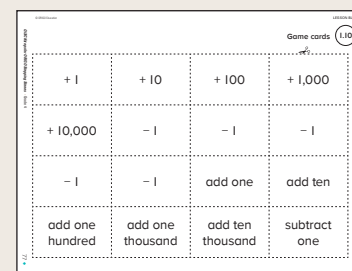 LESSON
Game cards 1.10
+ 1
+ 10
+ 100
+ 1,000
+ 10,000
− 1
− 1
− 1
− 1
− 1
add one
add ten
add one
hundred
add one
thousand
add ten
thousand
subtract
one
77